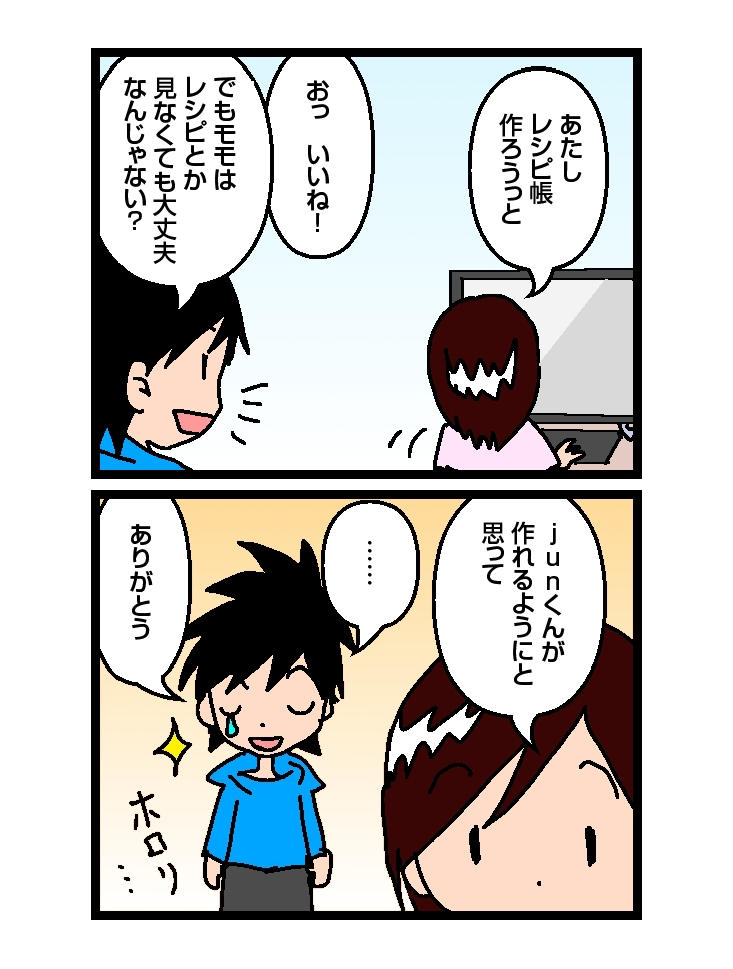 あたし
レシピ帳
作ろうっと
おっ　いいね！
でもモモは
レシピとか
見なくても大丈夫
なんじゃない？
ｊｕｎくんが
作れるようにと
思って
……
ありがとう
ホロリ…